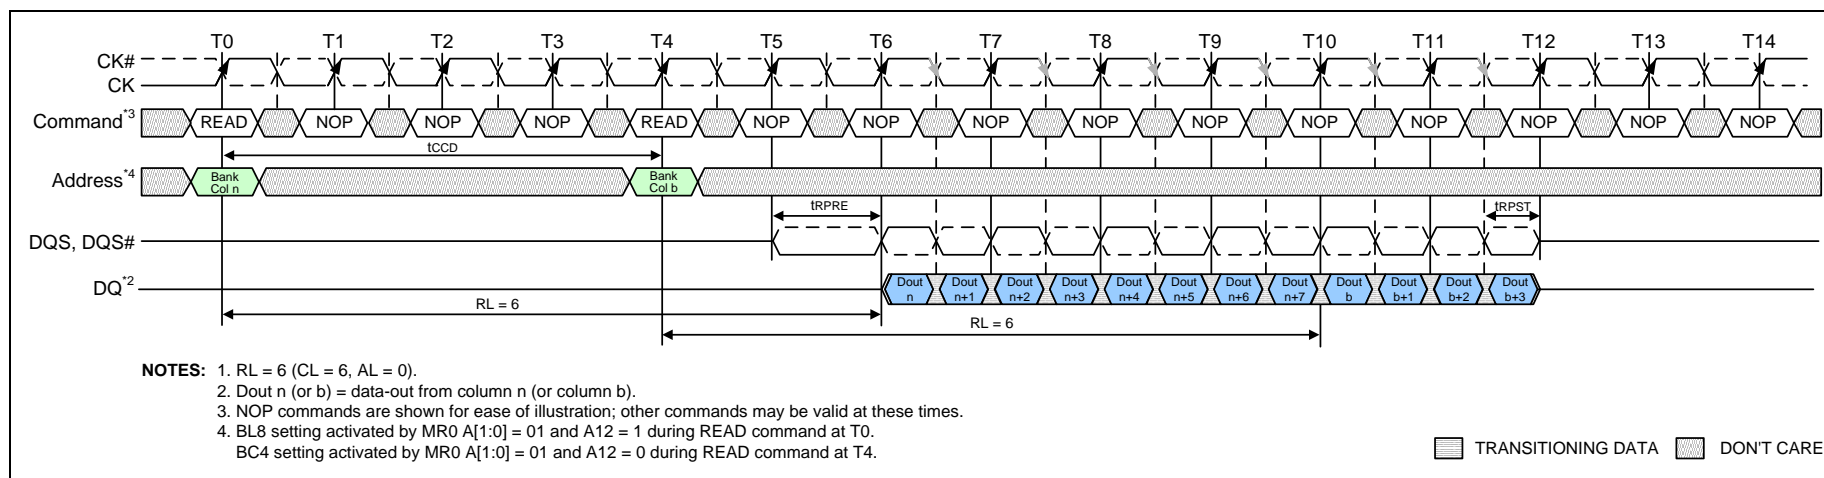 T0 T1 T2 T3 T4 T5 T6 T7 T8 T9 T10 T11 T12 T13 T14
CK#
CK
Command*3 READ NOP NOP NOP READ NOP NOP NOP NOP NOP NOP NOP NOP NOP NOP
tCCD
Address*4 Bank Col n Bank Col b
tRPRE tRPST
DQS, DQS#
DQ*2 Dout n Dout n+1 Dout n+2 Dout n+3 Dout n+4 Dout n+5 Dout n+6 Dout n+7 Dout b Dout b+1 Dout b+2 Dout b+3
RL = 6
RL = 6
NOTES: 1. RL = 6 (CL = 6, AL = 0).
2. Dout n (or b) = data-out from column n (or column b).
3. NOP commands are shown for ease of illustration; other commands may be valid at these times.
4. BL8 setting activated by MR0 A[1:0] = 01 and A12 = 1 during READ command at T0.
BC4 setting activated by MR0 A[1:0] = 01 and A12 = 0 during READ command at T4.
TRANSITIONING DATA DON'T CARE